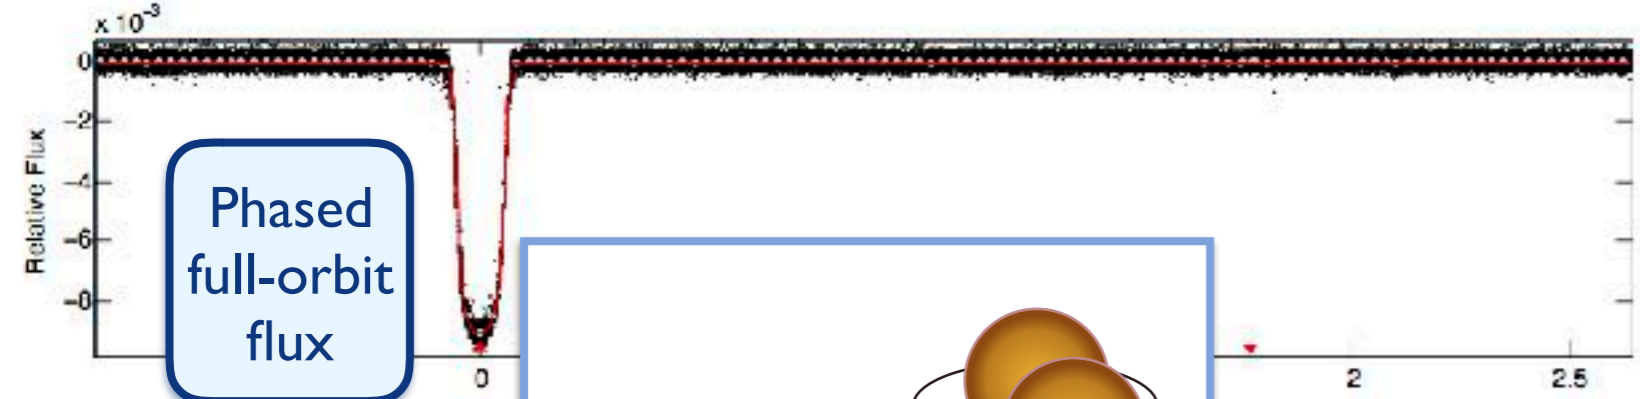 x 10⁻³
0
−2
−4
−6
−8
Relative Flux
Phased
full-orbit
flux
0
2
2.5